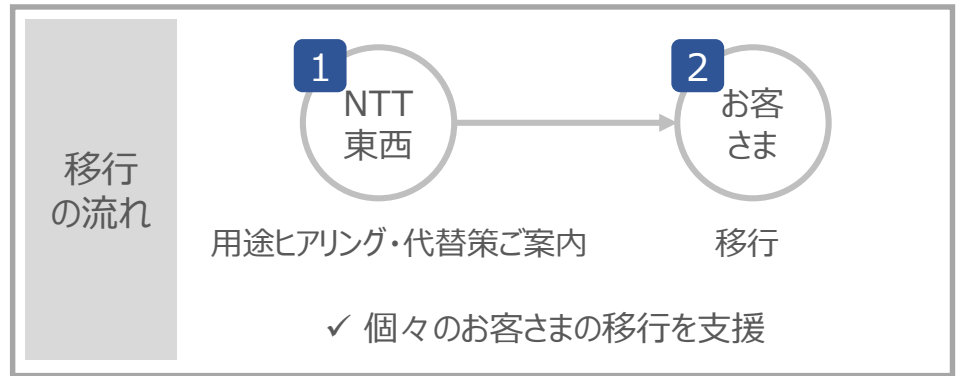 移行
の流れ
1
NTT
東西
2
お客
さま
用途ヒアリング・代替策ご案内
移行
✓ 個々のお客さまの移行を支援